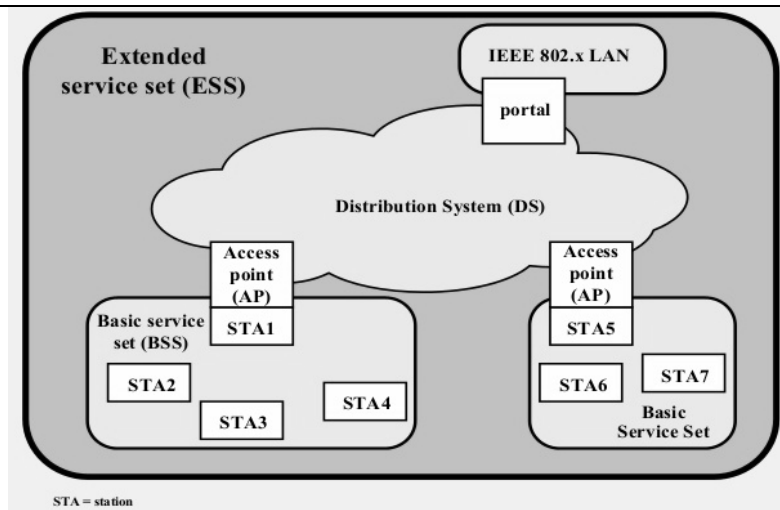 Extended
service set (ESS)
IEEE 802.x LAN
portal
Distribution System (DS)
Access
point
(AP)
STA1
Basic service
set (BSS)
STA2
STA3
STA4
Access
point
(AP)
STA5
STA6
STA7
Basic
Service Set
STA = station